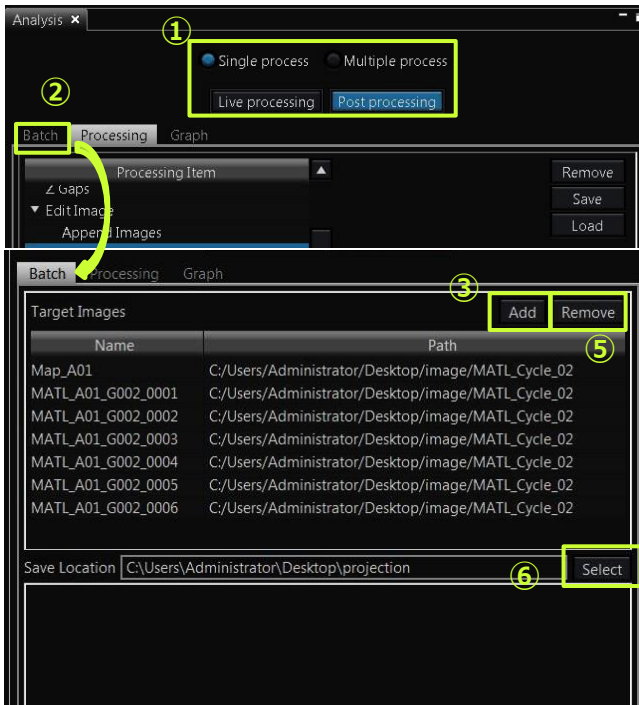 Analysis ×
①
Single process Multiple process
②
Live processing Post processing
Batch Processing Graph
Processing Item ▲ Remove
Z Gaps Save
▼ Edit Image Load
Append Images
Batch Processing Graph
③
Target Images Add Remove
Name Path ⑤
Map_A01 C:/Users/Administrator/Desktop/image/MATL_Cycle_02
MATL_A01_G002_0001 C:/Users/Administrator/Desktop/image/MATL_Cycle_02
MATL_A01_G002_0002 C:/Users/Administrator/Desktop/image/MATL_Cycle_02
MATL_A01_G002_0003 C:/Users/Administrator/Desktop/image/MATL_Cycle_02
MATL_A01_G002_0004 C:/Users/Administrator/Desktop/image/MATL_Cycle_02
MATL_A01_G002_0005 C:/Users/Administrator/Desktop/image/MATL_Cycle_02
MATL_A01_G002_0006 C:/Users/Administrator/Desktop/image/MATL_Cycle_02
Save Location C:\Users\Administrator\Desktop\projection ⑥ Select